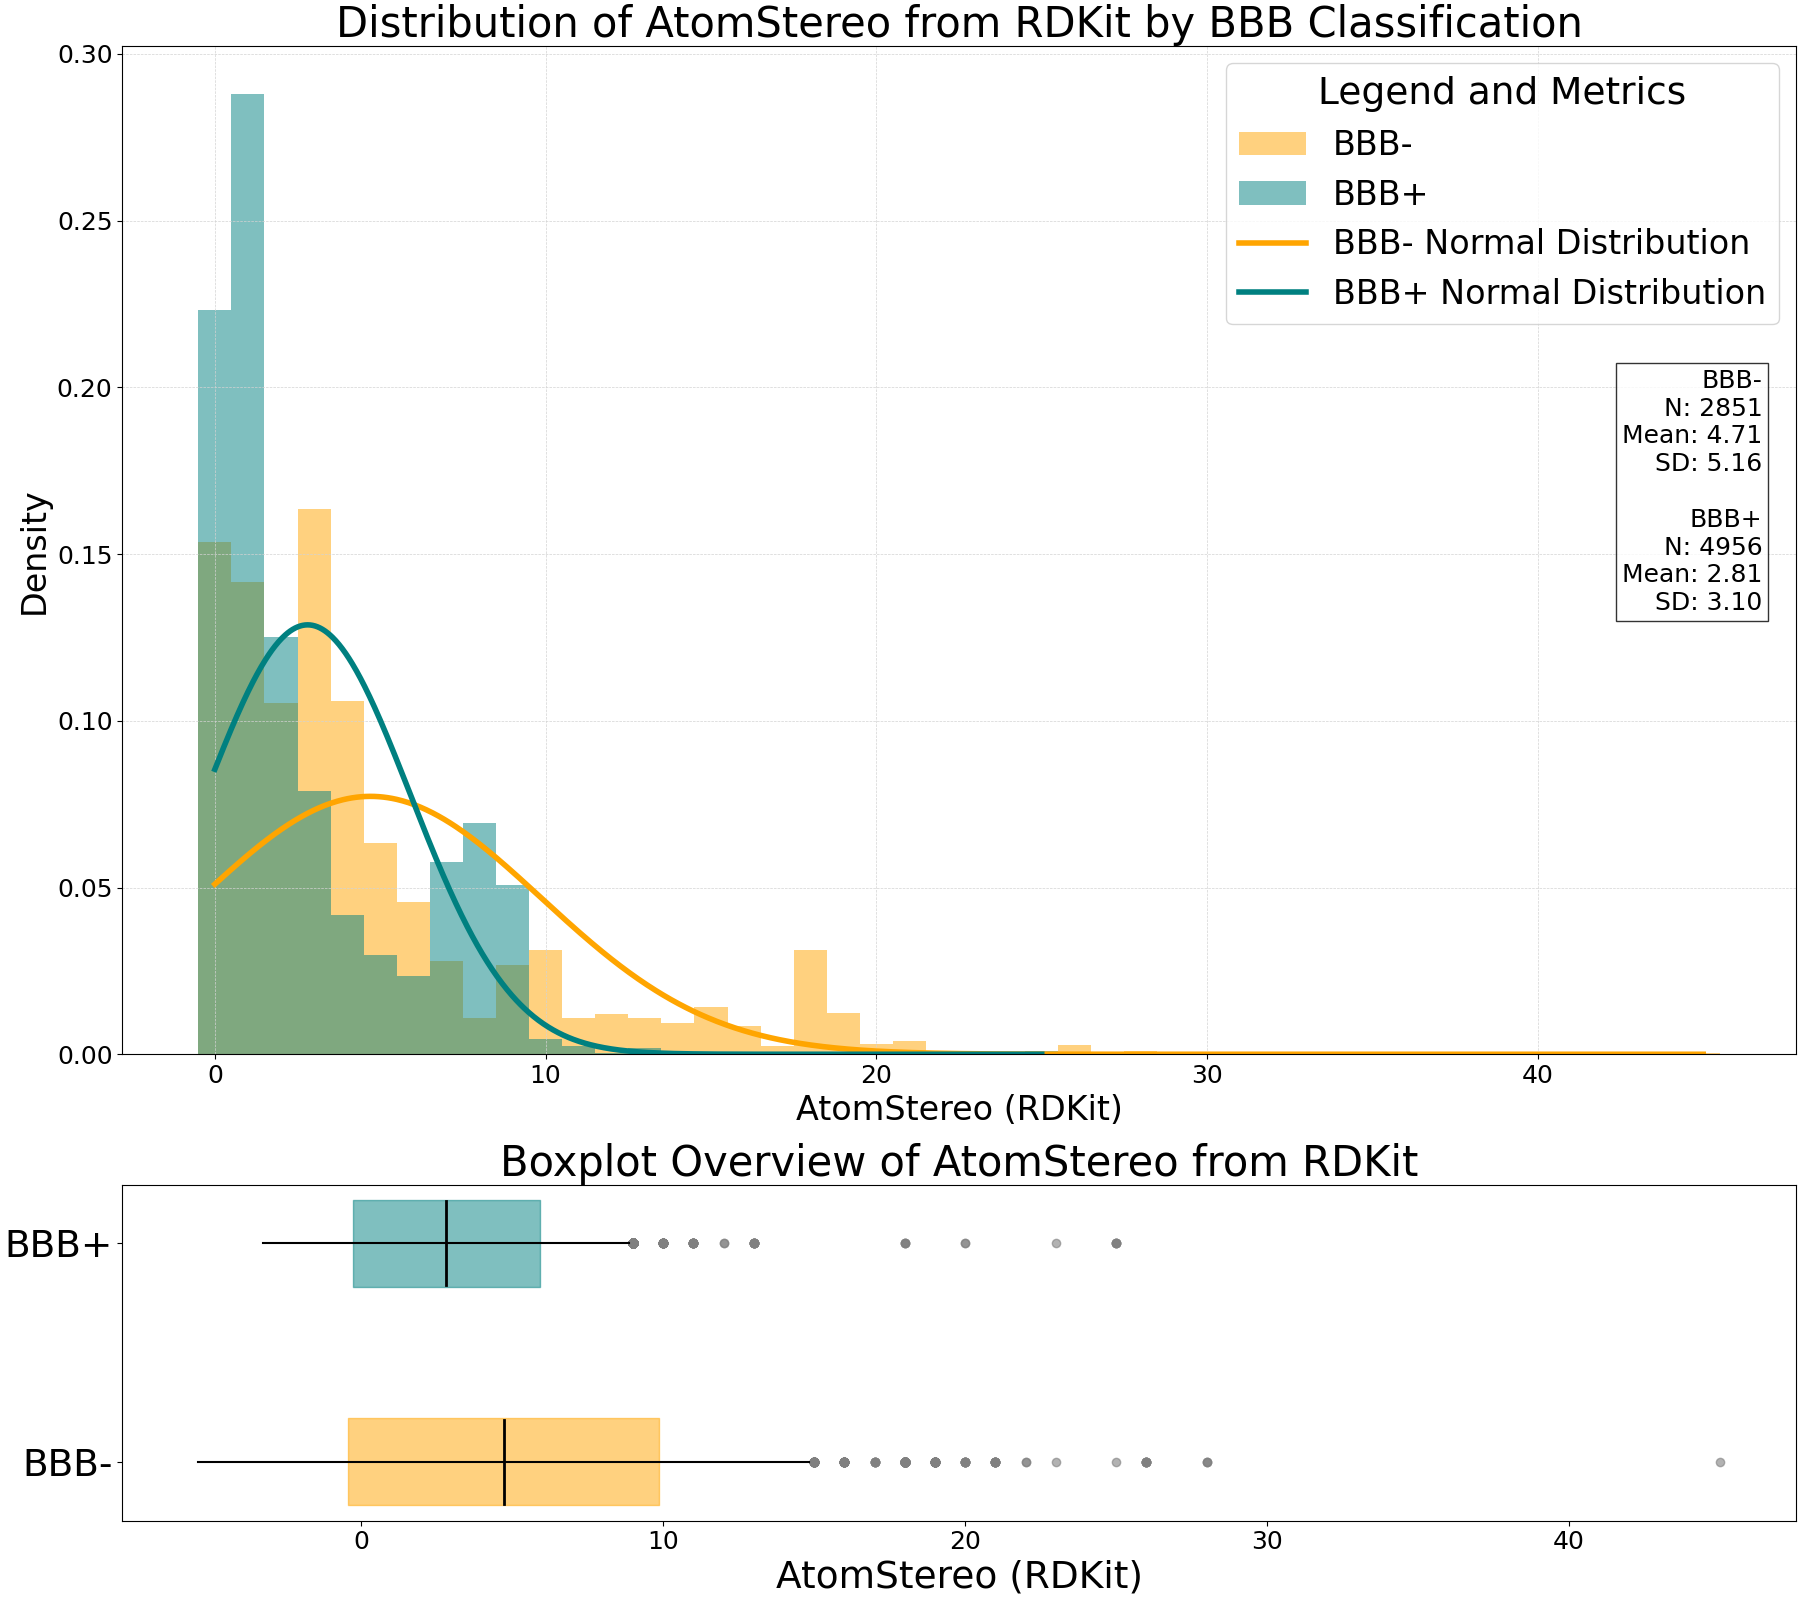 Distribution of AtomStereo from RDKit by BBB Classification
0.30
0.25
0.20
0.15
0.10
0.05
0.00
Density
Legend and Metrics
BBB-
BBB+
BBB- Normal Distribution
BBB+ Normal Distribution
BBB-
N: 2851
Mean: 4.71
SD: 5.16
BBB+
N: 4956
Mean: 2.81
SD: 3.10
0 10 20 30 40
AtomStereo (RDKit)
Boxplot Overview of AtomStereo from RDKit
BBB+
BBB-
0 10 20 30 40
AtomStereo (RDKit)